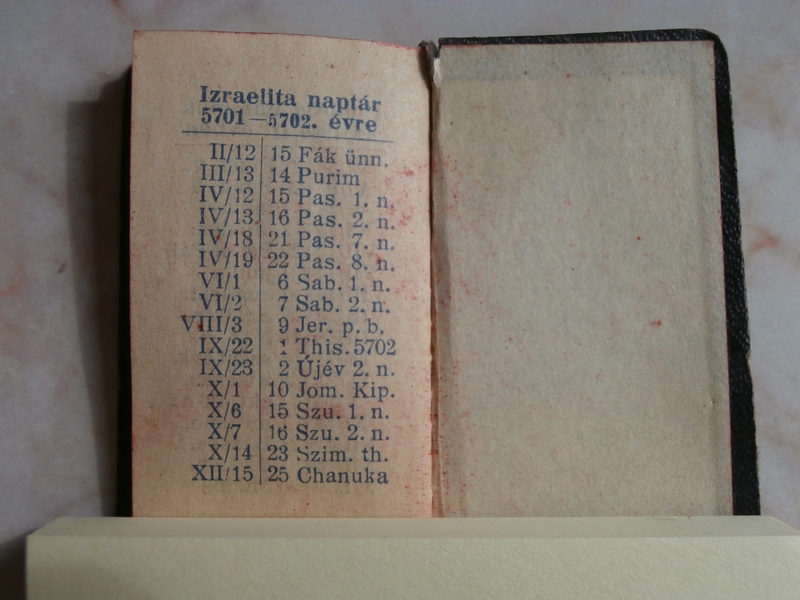 Izraelita naptár
5701—5702. évre
II/12 15 Fák ünn.
III/13 14 Purim
IV/12 15 Pas. 1. n.
IV/13. 16 Pas. 2. n.
IV/18 21 Pas. 7. n.
IV/19 22 Pas. 8. n.
VI/1 6 Sab. 1. n.
VI/2 7 Sab. 2. n.
VIII/3 9 Jer. p. b.
IX/22 1 This. 5702
IX/23 2 Újév 2. n.
X/1 10 Jom. Kip.
X/6 15 Szu. 1. n.
X/7 16 Szu. 2. n.
X/14 23 Szim. th.
XII/15 25 Chanuka